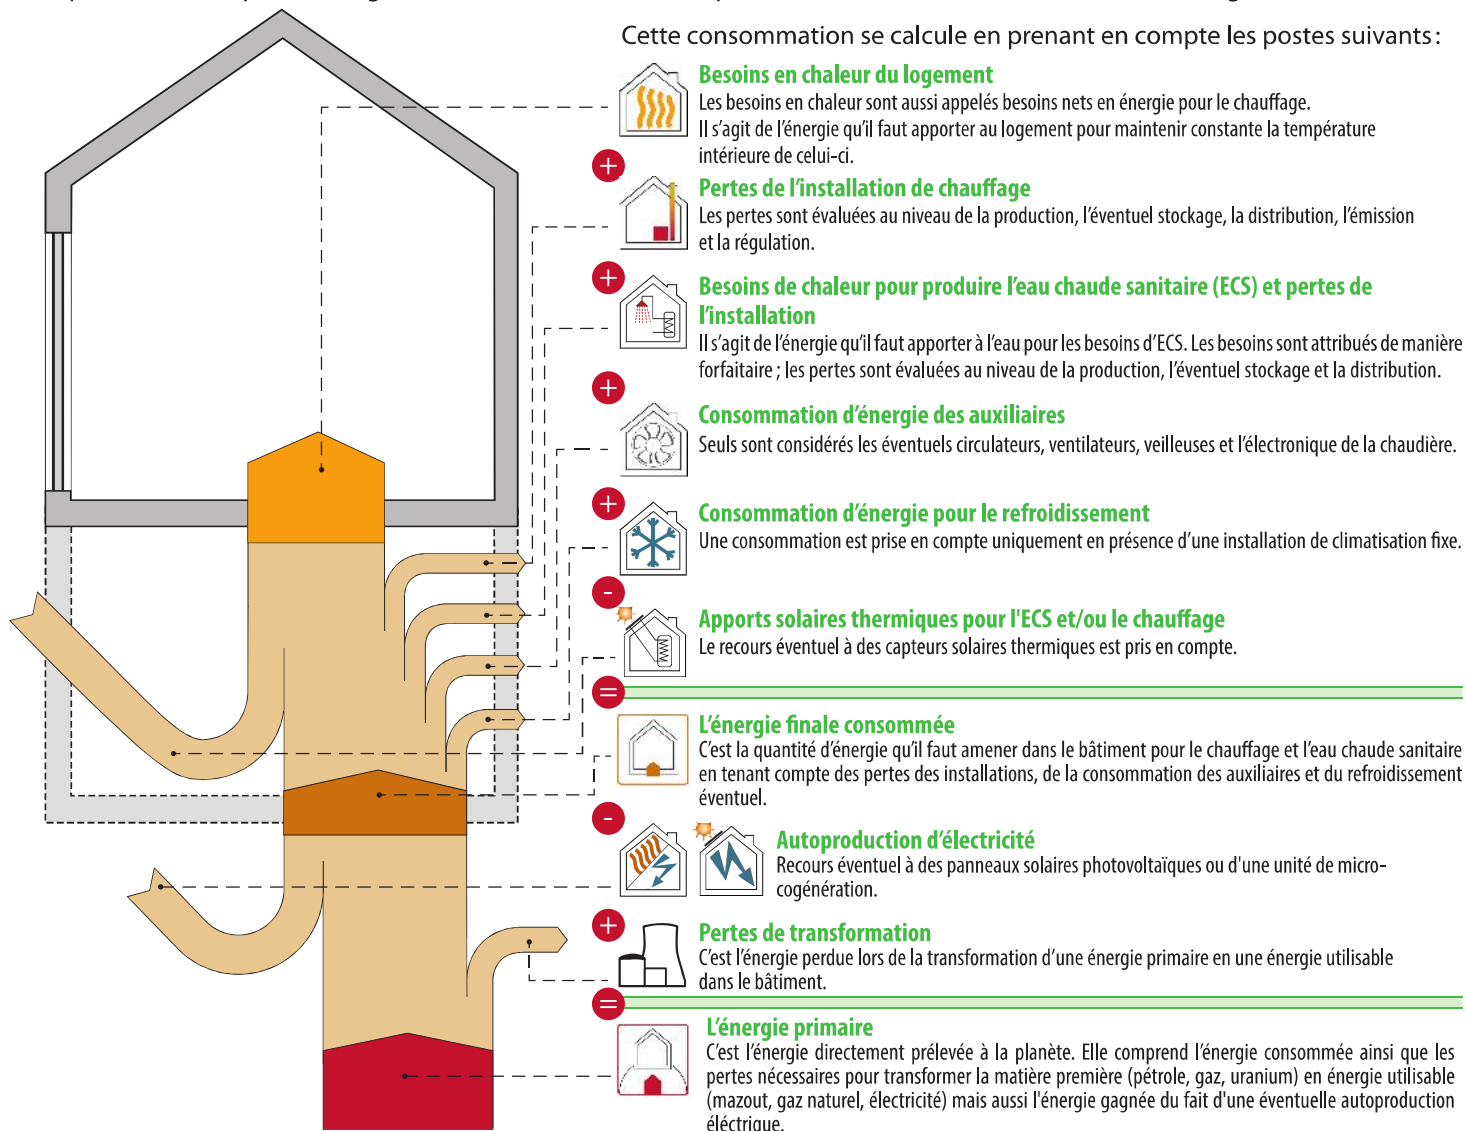 Cette consommation se calcule en prenant en compte les postes suivants :
Besoins en chaleur du logement
Les besoins en chaleur sont aussi appelés besoins nets en énergie pour le chauffage.
Il s'agit de l'énergie qu'il faut apporter au logement pour maintenir constante la température
intérieure de celui-ci.
+
Pertes de l'installation de chauffage
Les pertes sont évaluées au niveau de la production, l'éventuel stockage, la distribution, l'émission
et la régulation.
+
Besoins de chaleur pour produire l'eau chaude sanitaire (ECS) et pertes de
l'installation
Il s'agit de l'énergie qu'il faut apporter à l'eau pour les besoins d'ECS. Les besoins sont attribués de manière
forfaitaire ; les pertes sont évaluées au niveau de la production, l'éventuel stockage et la distribution.
+
Consommation d'énergie des auxiliaires
Seuls sont considérés les éventuels circulateurs, ventilateurs, veilleuses et l'électronique de la chaudière.
+
Consommation d'énergie pour le refroidissement
Une consommation est prise en compte uniquement en présence d'une installation de climatisation fixe.
-
Apports solaires thermiques pour l'ECS et/ou le chauffage
Le recours éventuel à des capteurs solaires thermiques est pris en compte.
=
L'énergie finale consommée
C'est la quantité d'énergie qu'il faut amener dans le bâtiment pour le chauffage et l'eau chaude sanitaire
en tenant compte des pertes des installations, de la consommation des auxiliaires et du refroidissement
éventuel.
-
Autoproduction d'électricité
Recours éventuel à des panneaux solaires photovoltaïques ou d'une unité de micro-
cogénération.
+
Pertes de transformation
C'est l'énergie perdue lors de la transformation d'une énergie primaire en une énergie utilisable
dans le bâtiment.
=
L'énergie primaire
C'est l'énergie directement prélevée à la planète. Elle comprend l'énergie consommée ainsi que les
pertes nécessaires pour transformer la matière première (pétrole, gaz, uranium) en énergie utilisable
(mazout, gaz naturel, électricité) mais aussi l'énergie gagnée du fait d'une éventuelle autoproduction
éléctrique.